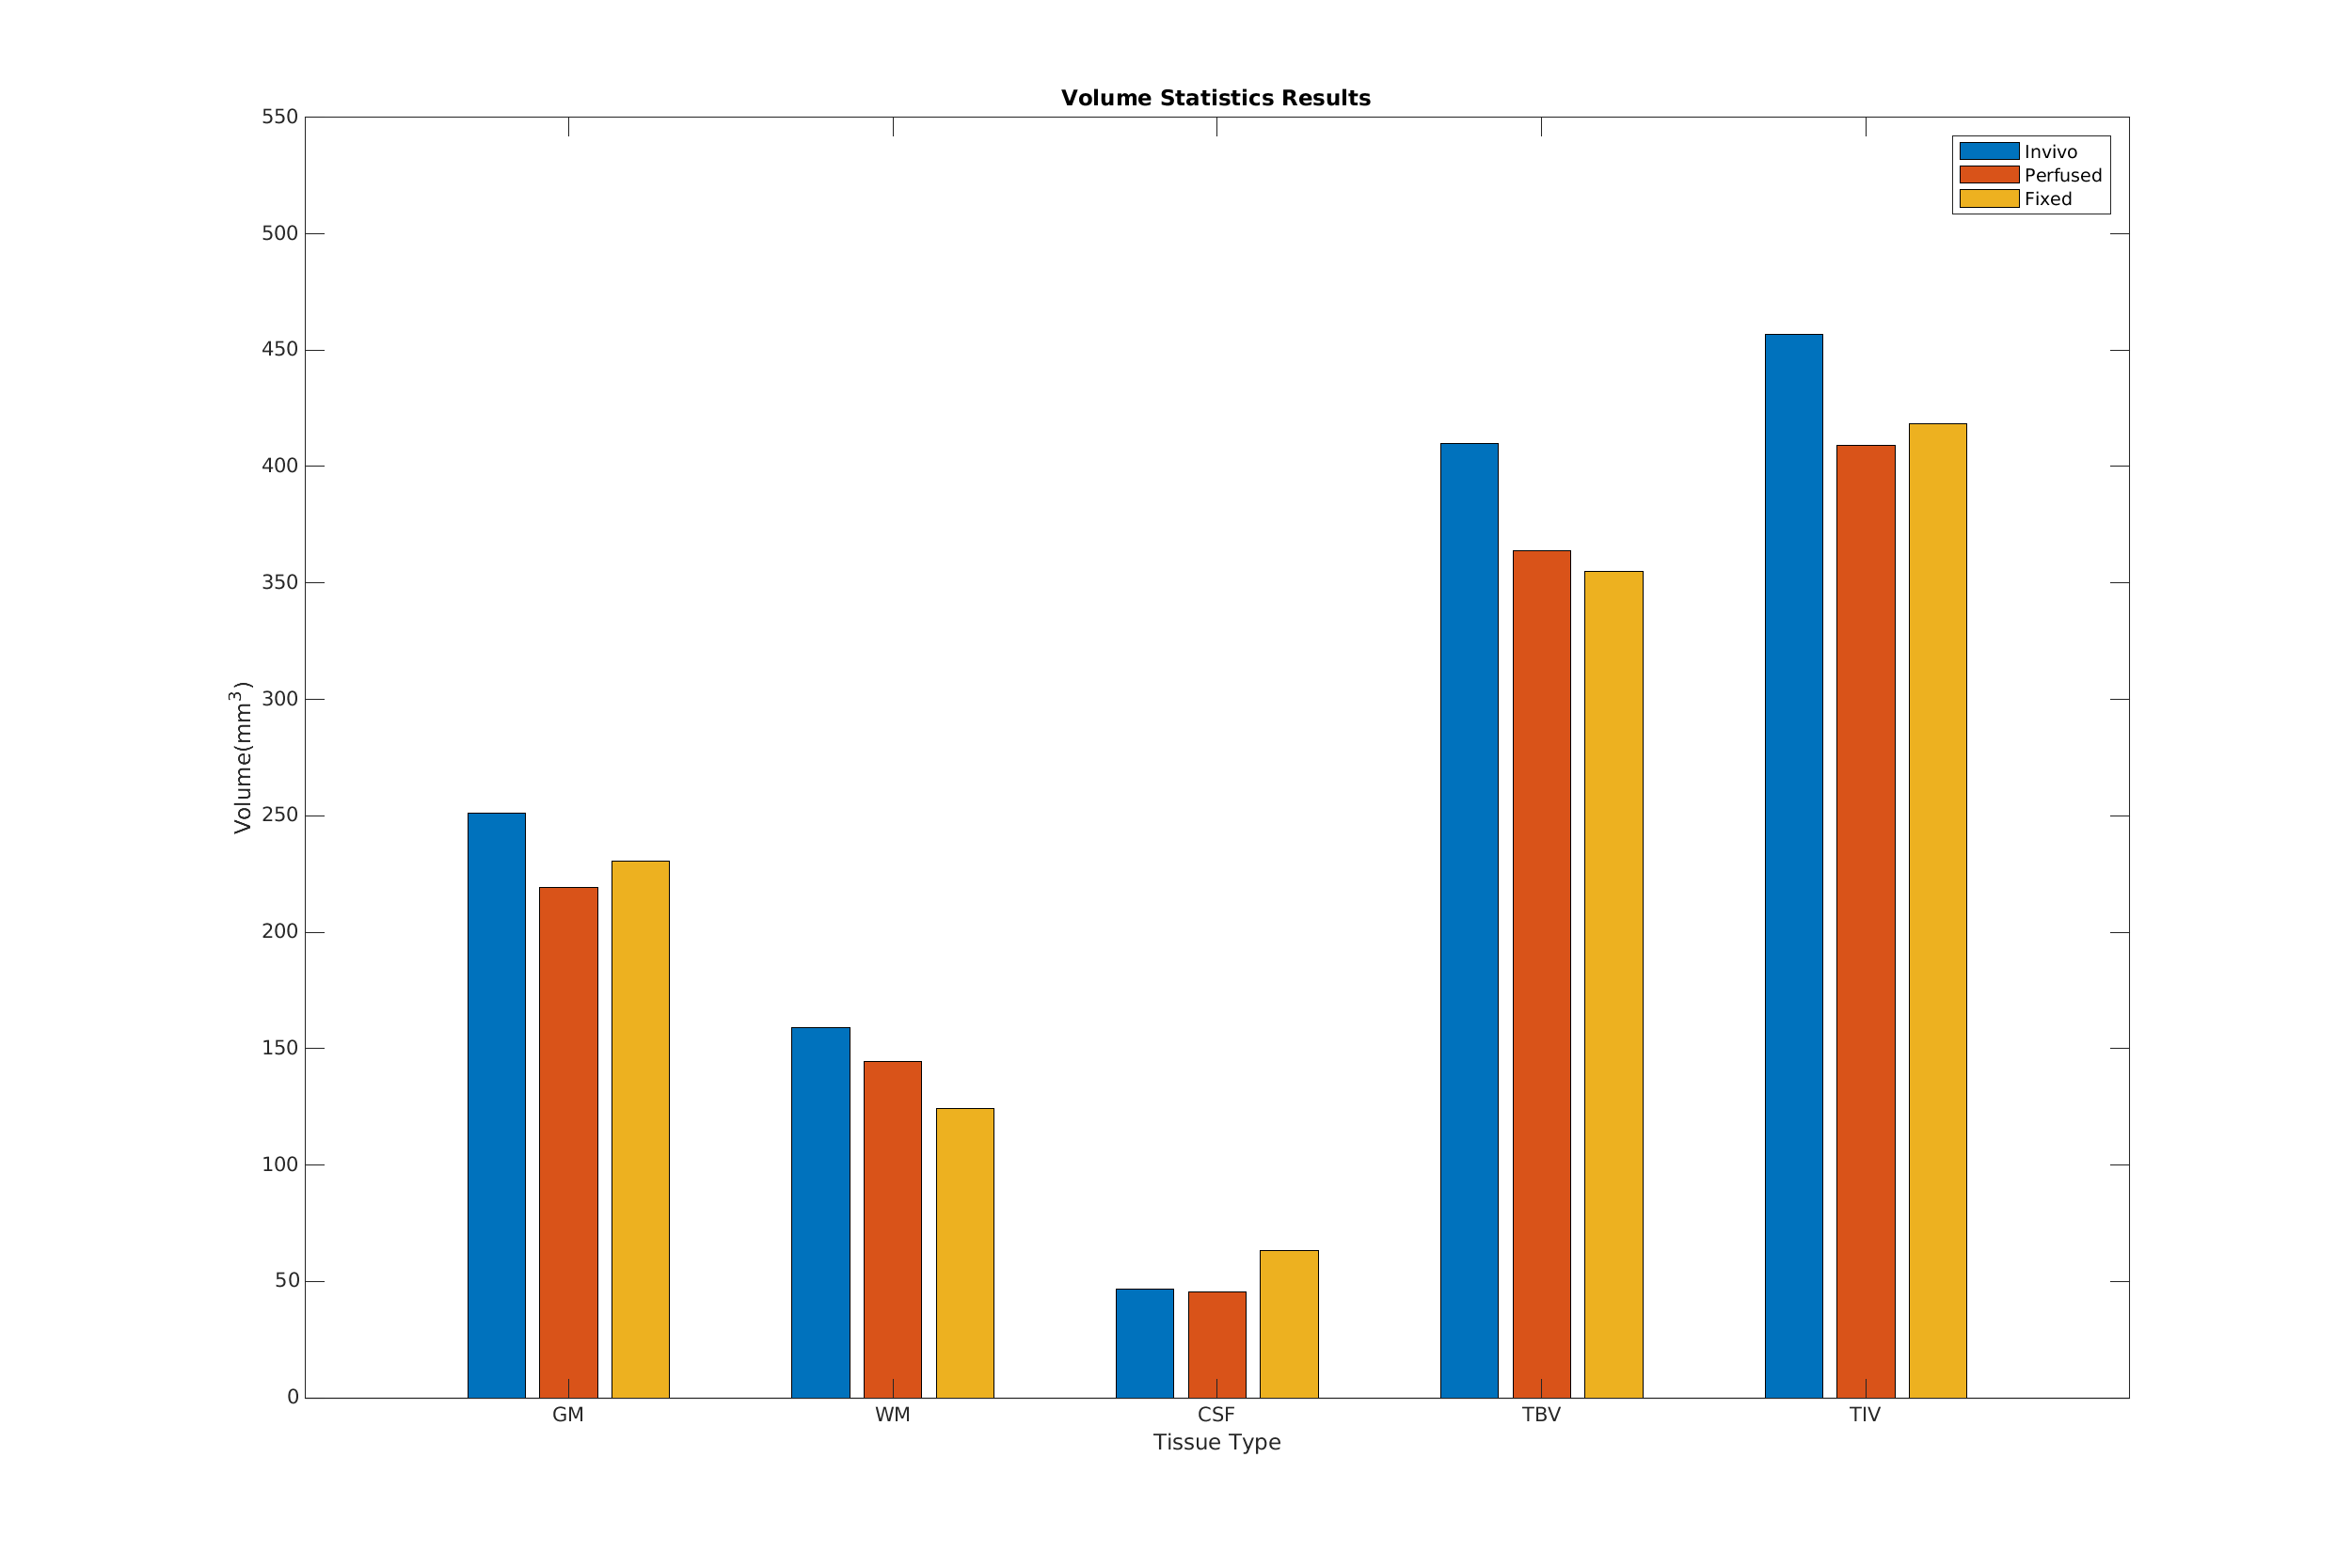 Volume Statistics Results
550
500
450
400
350
300
250
200
150
100
50
0
Volume(mm³)
Invivo
Perfused
Fixed
GM WM CSF TBV TIV
Tissue Type